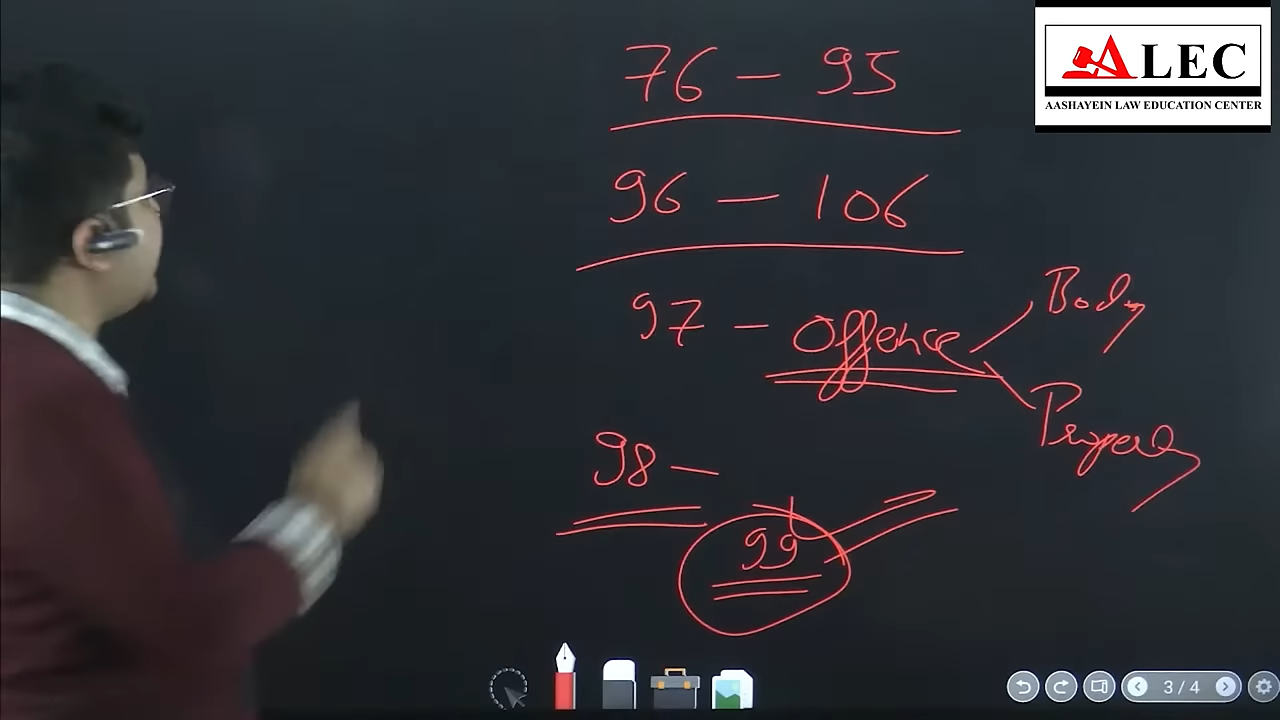 ALEC
AASHAYEIN LAW EDUCATION CENTER
76 - 95
96 - 106
97 - Offence
Body
Property
98 -
99
3 / 4